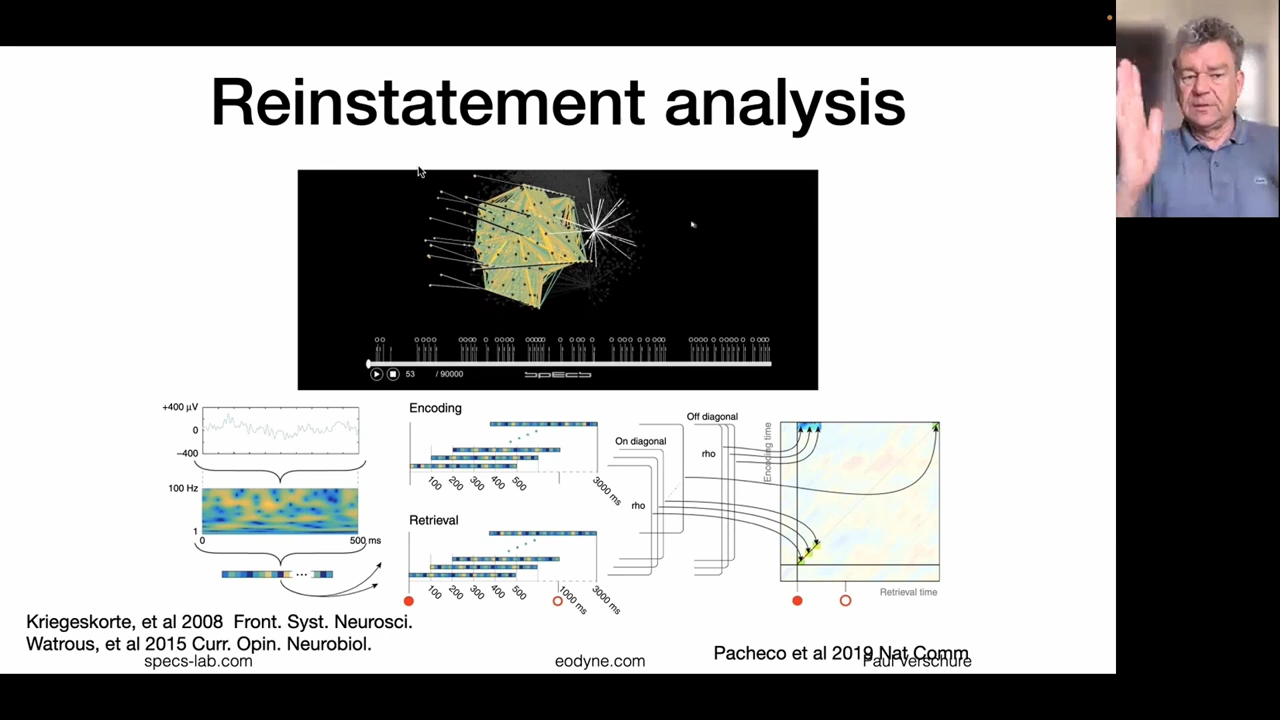 Reinstatement analysis
53 / 90000
specs
+400 µV
0
−400
100 Hz
1
0
500 ms
Encoding
100
200
300
400
500
3000 ms
Retrieval
100
200
300
400
500
1000 ms
3000 ms
On diagonal
rho
Off diagonal
rho
Encoding time
Retrieval time
Kriegeskorte, et al 2008 Front. Syst. Neurosci.
Watrous, et al 2015 Curr. Opin. Neurobiol.
Pacheco et al 2019 Nat Comm
specs-lab.com
eodyne.com
Paul Verschure